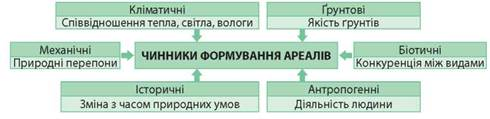 Кліматичні
Співвідношення тепла, світла, вологи
Ґрунтові
Якість ґрунтів
Механічні
Природні перепони
ЧИННИКИ ФОРМУВАННЯ АРЕАЛІВ
Біотичні
Конкуренція між видами
Історичні
Зміна з часом природних умов
Антропогенні
Діяльність людини